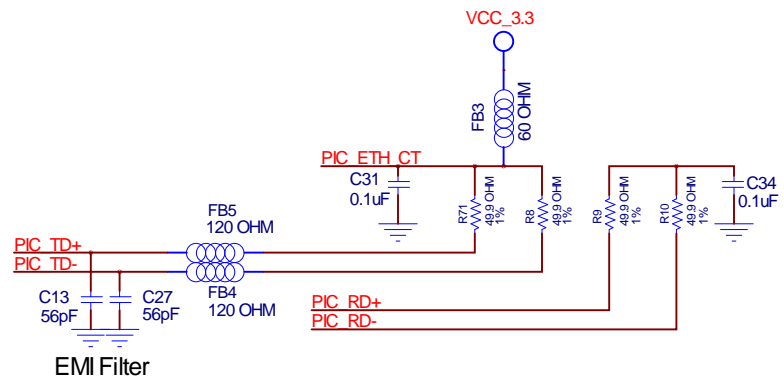 VCC_3.3
FB3
60 OHM
PIC_ETH_CT
C31
0.1uF
R71
49.9 OHM
1%
R8
49.9 OHM
1%
R9
49.9 OHM
1%
R10
49.9 OHM
1%
C34
0.1uF
FB5
120 OHM
PIC_TD+
PIC_TD-
C13
56pF
C27
56pF
FB4
120 OHM
PIC_RD+
PIC_RD-
EMI Filter